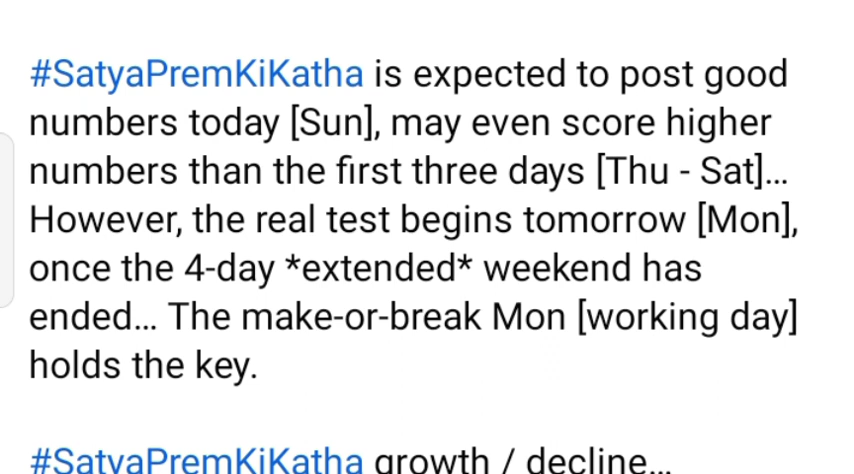 #SatyaPremKiKatha is expected to post good
numbers today [Sun], may even score higher
numbers than the first three days [Thu - Sat]...
However, the real test begins tomorrow [Mon],
once the 4-day *extended* weekend has
ended... The make-or-break Mon [working day]
holds the key.
#SatyaPremKiKatha growth / decline...